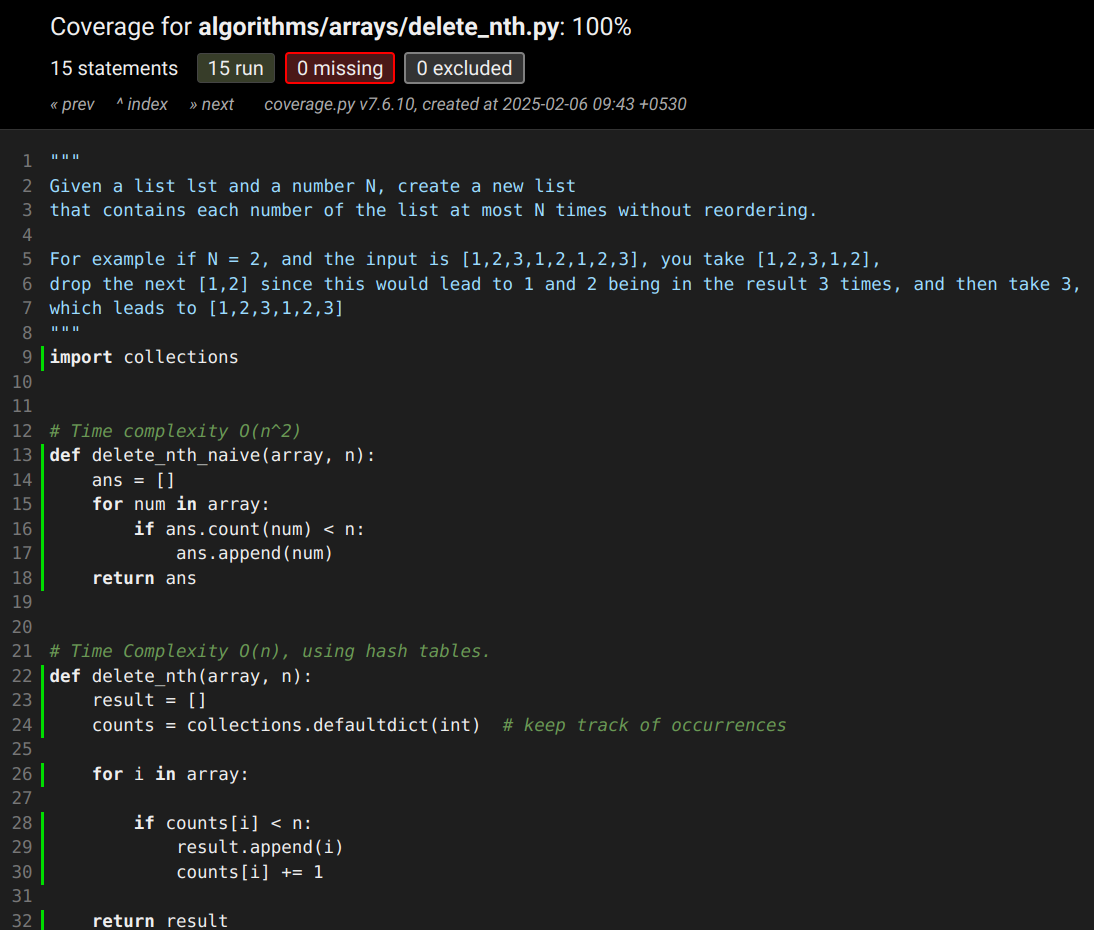 Coverage for algorithms/arrays/delete_nth.py: 100%
15 statements 15 run 0 missing 0 excluded
« prev ^ index » next coverage.py v7.6.10, created at 2025-02-06 09:43 +0530
1 """
2 Given a list lst and a number N, create a new list
3 that contains each number of the list at most N times without reordering.
4
5 For example if N = 2, and the input is [1,2,3,1,2,1,2,3], you take [1,2,3,1,2],
6 drop the next [1,2] since this would lead to 1 and 2 being in the result 3 times, and then take 3,
7 which leads to [1,2,3,1,2,3]
8 """
9 import collections
10
11
12 # Time complexity O(n^2)
13 def delete_nth_naive(array, n):
14     ans = []
15     for num in array:
16         if ans.count(num) < n:
17             ans.append(num)
18     return ans
19
20
21 # Time Complexity O(n), using hash tables.
22 def delete_nth(array, n):
23     result = []
24     counts = collections.defaultdict(int)  # keep track of occurrences
25
26     for i in array:
27
28         if counts[i] < n:
29             result.append(i)
30             counts[i] += 1
31
32     return result